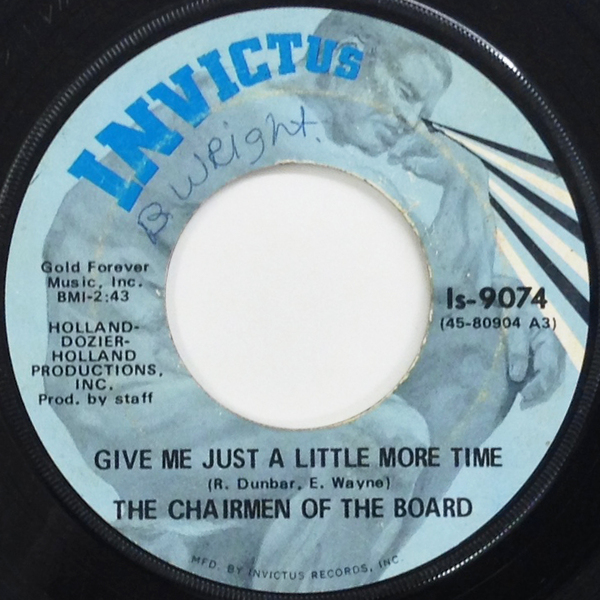 INVICTUS
B. Wright.
Gold Forever
Music, Inc.
BMI-2:43
HOLLAND-
DOZIER-
HOLLAND
PRODUCTIONS,
INC.
Prod. by staff
Is-9074
(45-80904 A3)
GIVE ME JUST A LITTLE MORE TIME
(R. Dunbar, E. Wayne)
THE CHAIRMEN OF THE BOARD
MFD. BY INVICTUS RECORDS, INC.